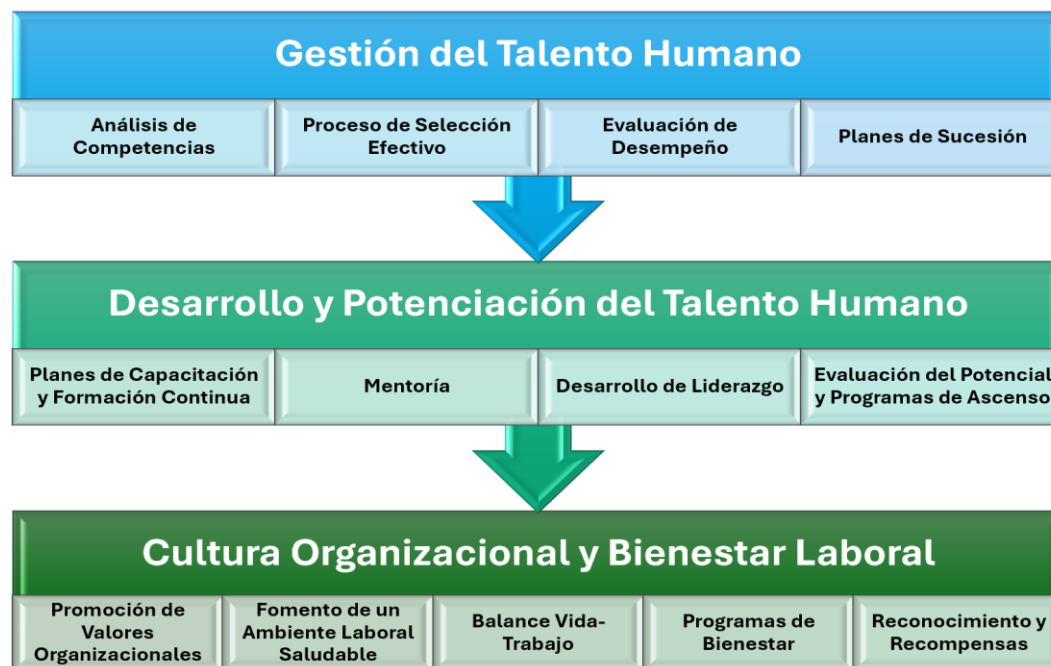 Gestión del Talento Humano
Análisis de
Competencias
Proceso de Selección
Efectivo
Evaluación de
Desempeño
Planes de Sucesión
Desarrollo y Potenciación del Talento Humano
Planes de Capacitación
y Formación Continua
Mentoría
Desarrollo de Liderazgo
Evaluación del Potencial
y Programas de Ascenso
Cultura Organizacional y Bienestar Laboral
Promoción de
Valores
Organizacionales
Fomento de un
Ambiente Laboral
Saludable
Balance Vida-
Trabajo
Programas de
Bienestar
Reconocimiento y
Recompensas